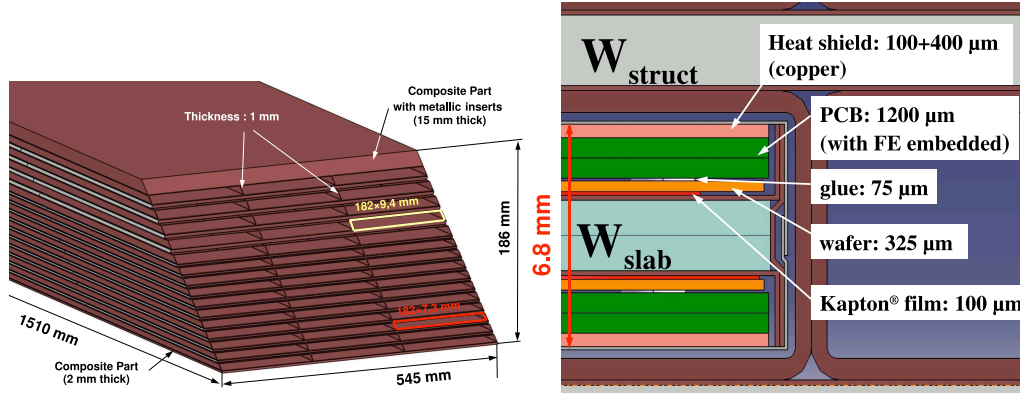 Composite Part
with metallic inserts
(15 mm thick)
Thickness : 1 mm
182×9,4 mm
186 mm
182×7,3 mm
1510 mm
Composite Part
(2 mm thick)
545 mm
W struct
Heat shield: 100+400 µm
(copper)
PCB: 1200 µm
(with FE embedded)
glue: 75 µm
6.8 mm
wafer: 325 µm
W slab
Kapton® film: 100 µm